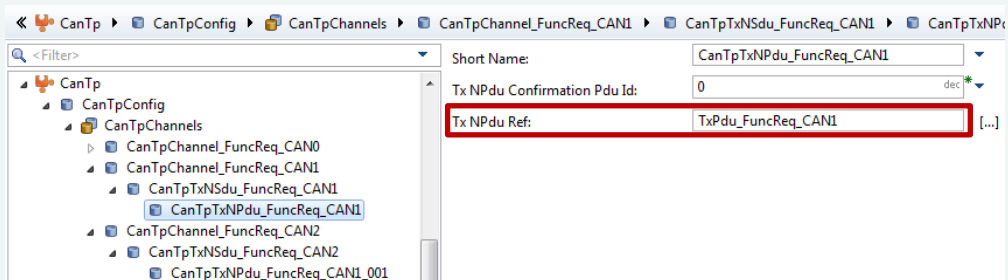 CanTp CanTpConfig CanTpChannels CanTpChannel_FuncReq_CAN1 CanTpTxNSdu_FuncReq_CAN1
<Filter>
CanTp
CanTpConfig
CanTpChannels
CanTpChannel_FuncReq_CAN0
CanTpChannel_FuncReq_CAN1
CanTpTxNSdu_FuncReq_CAN1
CanTpTxNPdu_FuncReq_CAN1
CanTpChannel_FuncReq_CAN2
CanTpTxNSdu_FuncReq_CAN2
CanTpTxNPdu_FuncReq_CAN1_001
Short Name: CanTpTxNPdu_FuncReq_CAN1
Tx NPdu Confirmation Pdu Id: 0 dec *
Tx NPdu Ref: TxPdu_FuncReq_CAN1 [...]